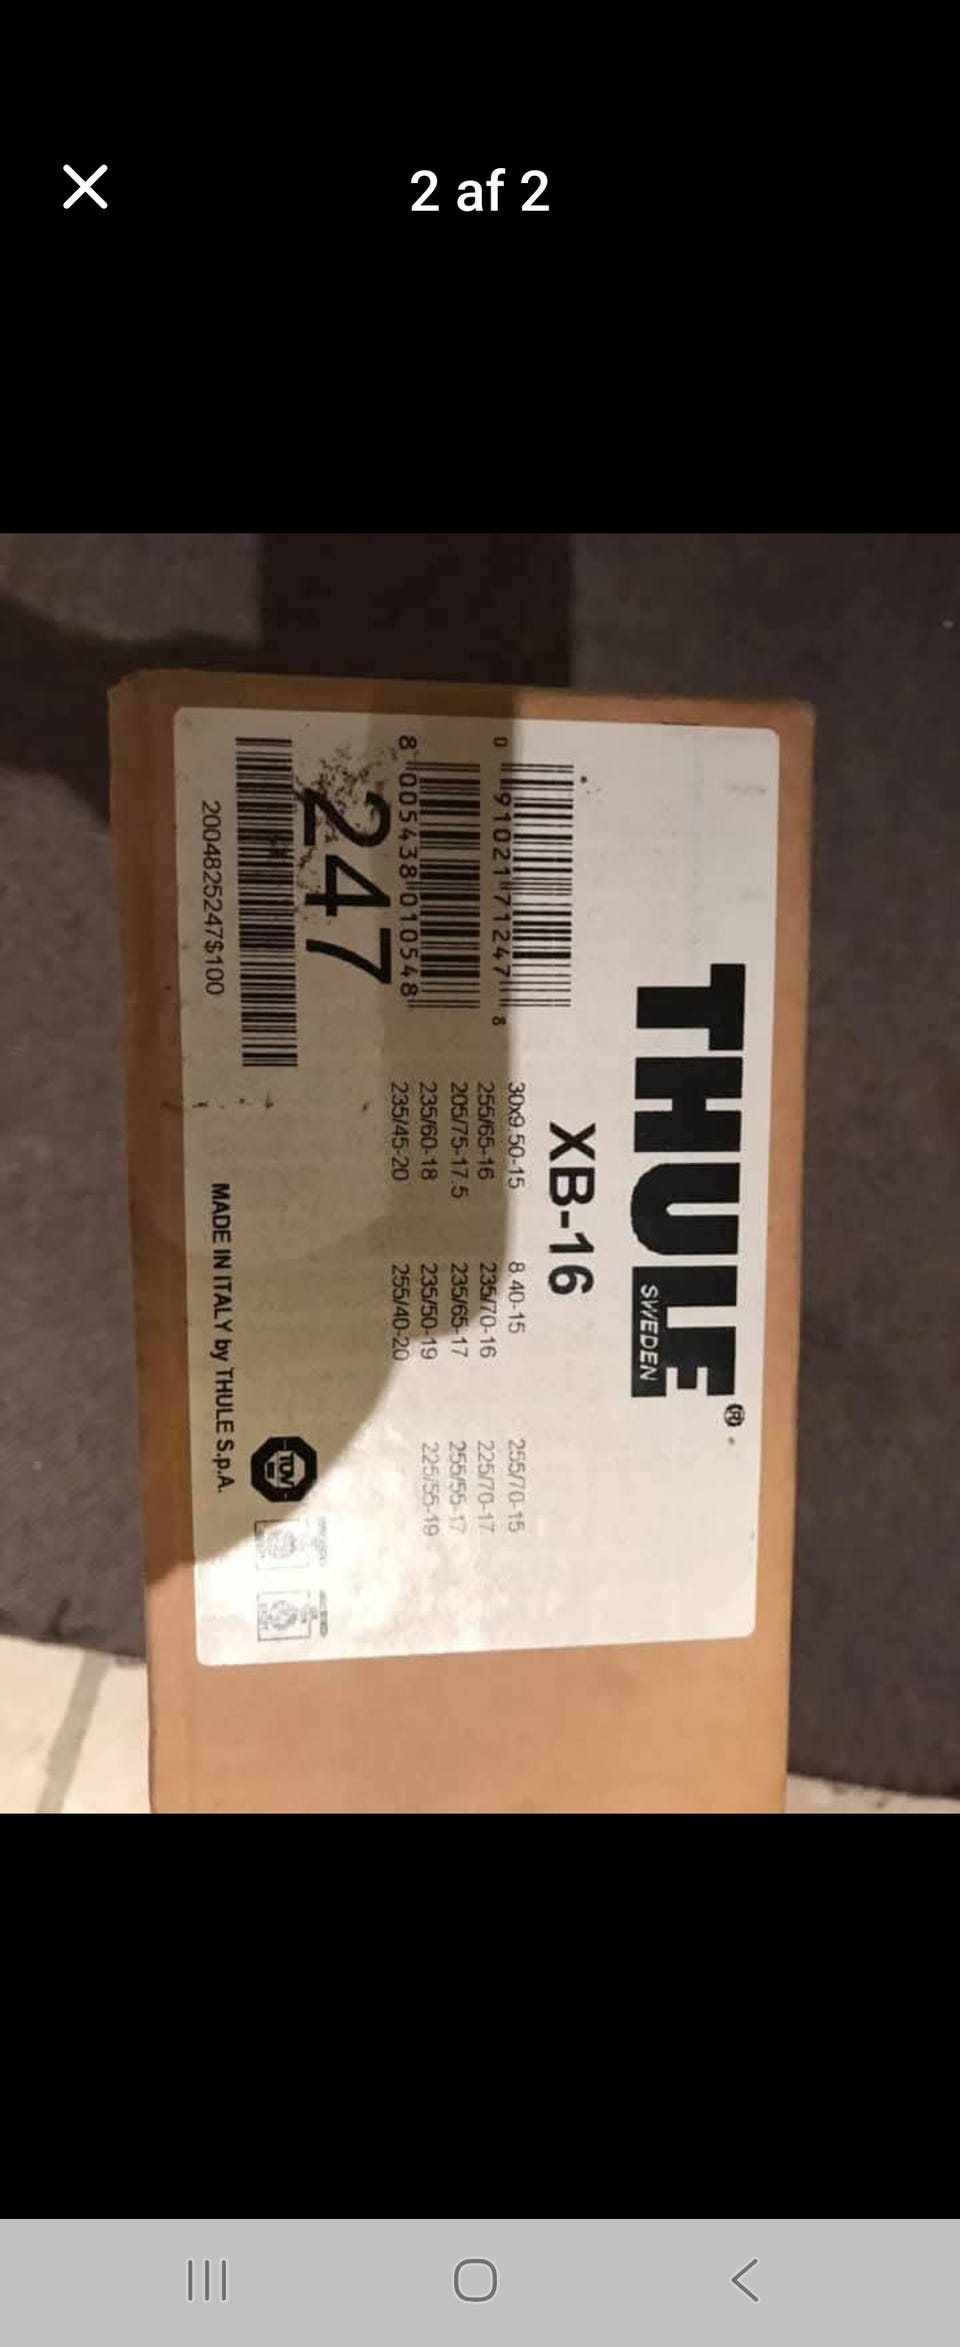 2 af 2
THULE®
SWEDEN
XB-16
0 91021 71247 8
8 005438 010548
247
30x9.50-15 8.40-15 255/70-15
255/65-16 235/70-16 225/70-17
205/75-17.5 235/65-17 255/55-17
235/60-18 235/50-19 225/55-19
235/45-20 255/40-20
2004825247$100
MADE IN ITALY by THULE S.p.A.
TÜV